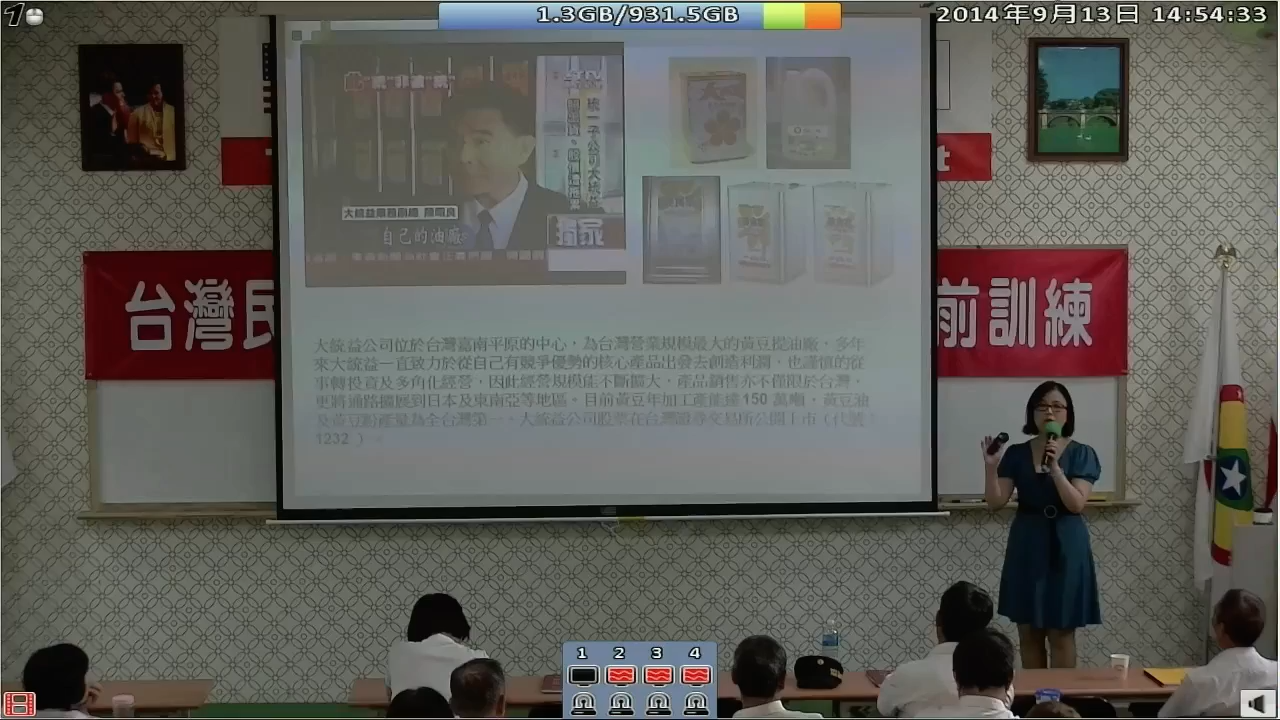 1
1.3GB/931.5GB
2014年9月13日 14:54:33
大統益
自己的油廠
獨家
t
台灣民
前訓練
大統益公司位於台灣嘉南平原的中心，為台灣營業規模最大的黃豆提油廠，多年
來大統益一直致力於從自己有競爭優勢的核心產品出發去創造利潤，也謹慎的從
事轉投資及多角化經營，因此經營規模能不斷擴大，產品銷售亦不僅限於台灣，
更將通路擴展到日本及東南亞等地區。目前黃豆年加工產能達150 萬噸，黃豆油
及黃豆粉產量為全台灣第一。大統益公司股票在台灣證券交易所公開上市（代號：
1232 ）。
1 2 3 4